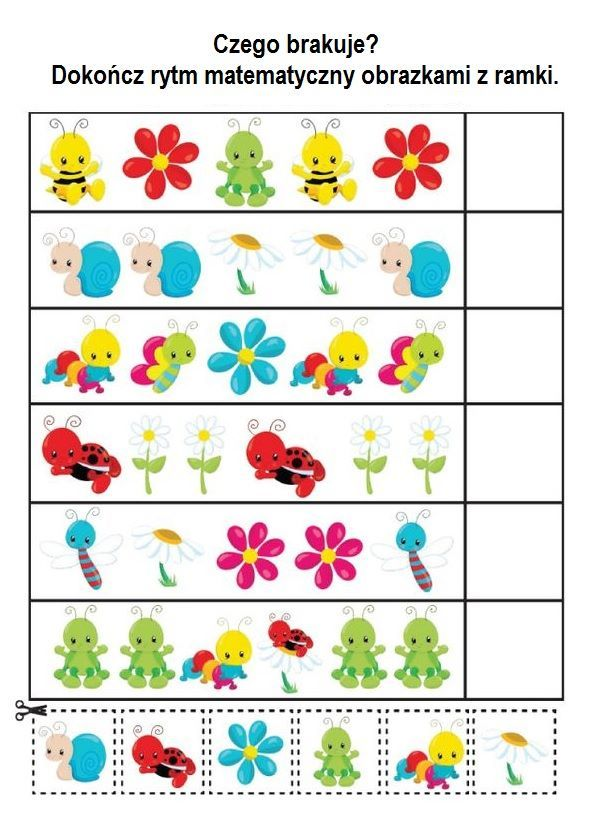 Czego brakuje?
Dokończ rytm matematyczny obrazkami z ramki.